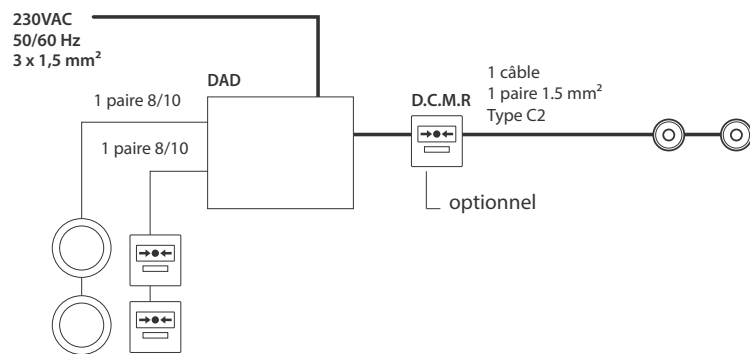 230VAC
50/60 Hz
3 x 1,5 mm²
DAD
1 paire 8/10
1 paire 8/10
D.C.M.R
1 câble
1 paire 1.5 mm²
Type C2
optionnel